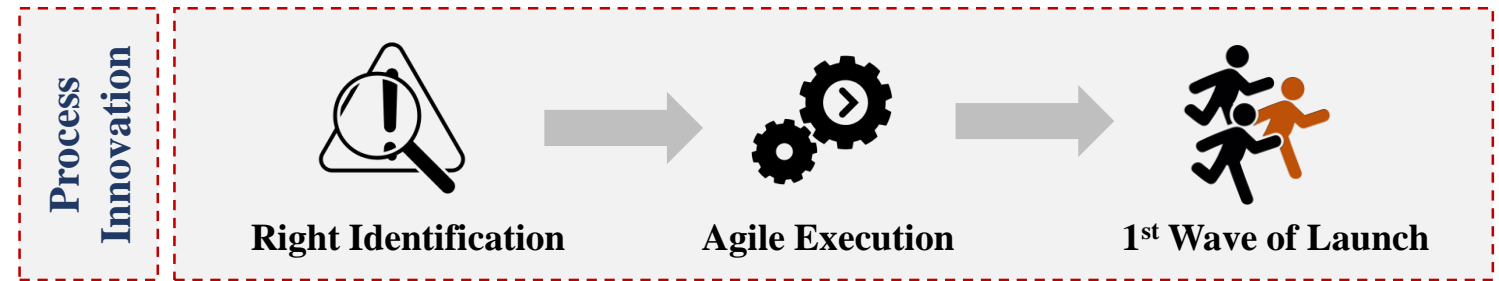 Process
Innovation
Right Identification
Agile Execution
1st Wave of Launch